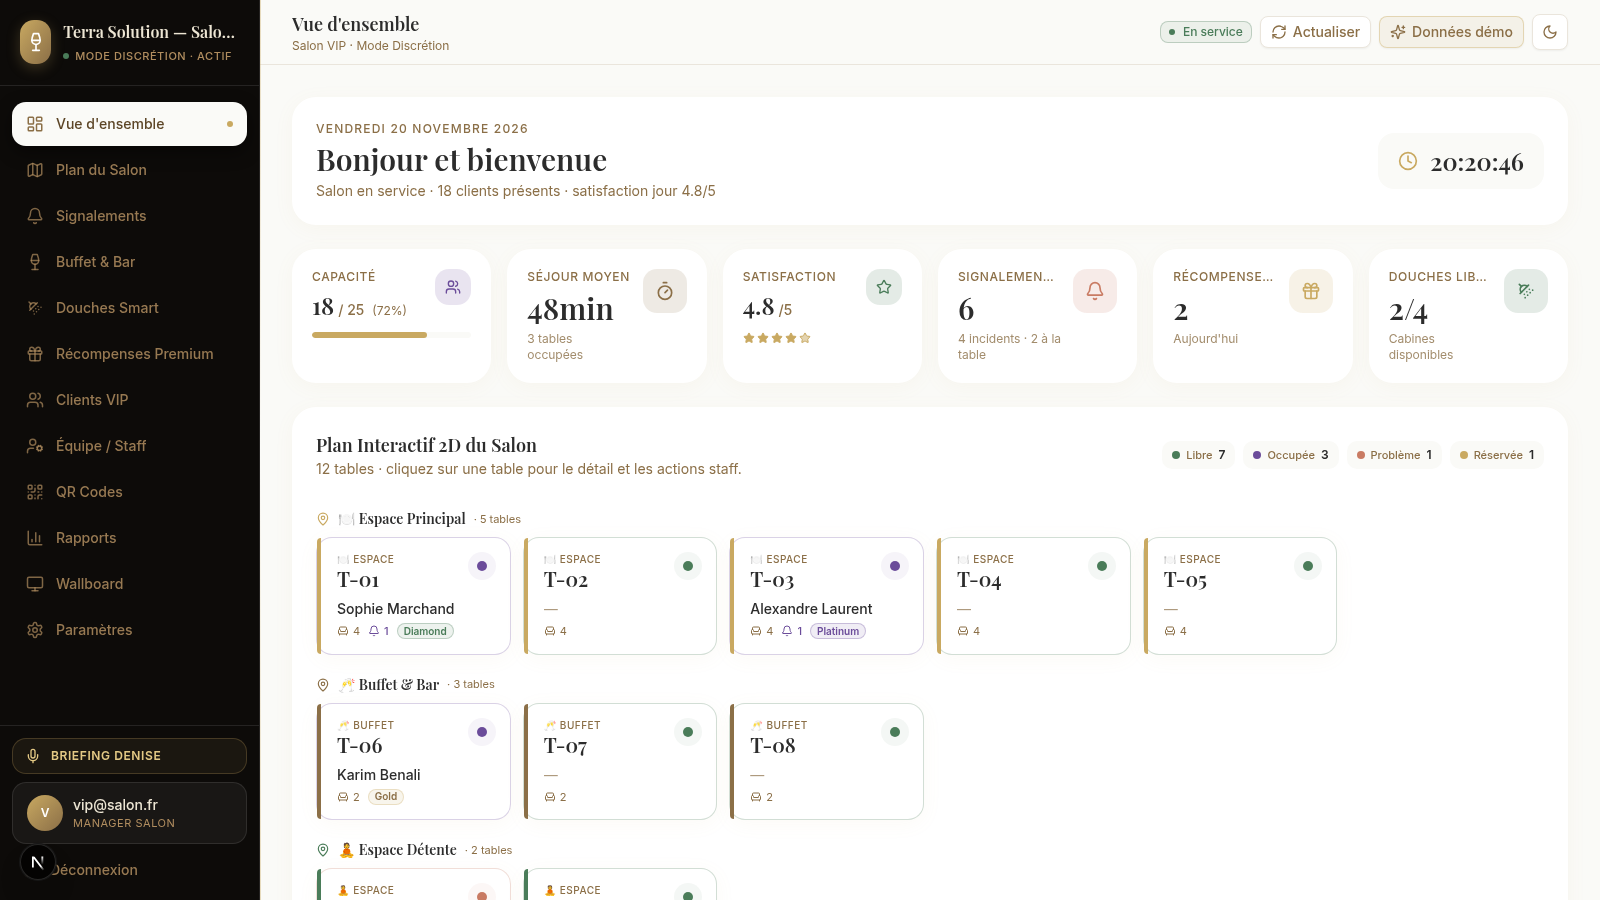 Terra Solution — Salo...
MODE DISCRÉTION · ACTIF
Vue d'ensemble
Plan du Salon
Signalements
Buffet & Bar
Douches Smart
Récompenses Premium
Clients VIP
Équipe / Staff
QR Codes
Rapports
Wallboard
Paramètres
BRIEFING DENISE
V
vip@salon.fr
MANAGER SALON
N
Déconnexion
Vue d'ensemble
Salon VIP · Mode Discrétion
En service
Actualiser
Données démo
VENDREDI 20 NOVEMBRE 2026
Bonjour et bienvenue
Salon en service · 18 clients présents · satisfaction jour 4.8/5
20:20:46
CAPACITÉ
18 / 25 (72%)
SÉJOUR MOYEN
48min
3 tables
occupées
SATISFACTION
4.8 /5
SIGNALEMEN...
6
4 incidents · 2 à la
table
RÉCOMPENSE...
2
Aujourd'hui
DOUCHES LIB...
2/4
Cabines
disponibles
Plan Interactif 2D du Salon
12 tables · cliquez sur une table pour le détail et les actions staff.
Libre 7
Occupée 3
Problème 1
Réservée 1
Espace Principal · 5 tables
ESPACE
T-01
Sophie Marchand
4 1 Diamond
ESPACE
T-02
—
4
ESPACE
T-03
Alexandre Laurent
4 1 Platinum
ESPACE
T-04
—
4
ESPACE
T-05
—
4
Buffet & Bar · 3 tables
BUFFET
T-06
Karim Benali
2 Gold
BUFFET
T-07
—
2
BUFFET
T-08
—
2
Espace Détente · 2 tables
ESPACE
ESPACE